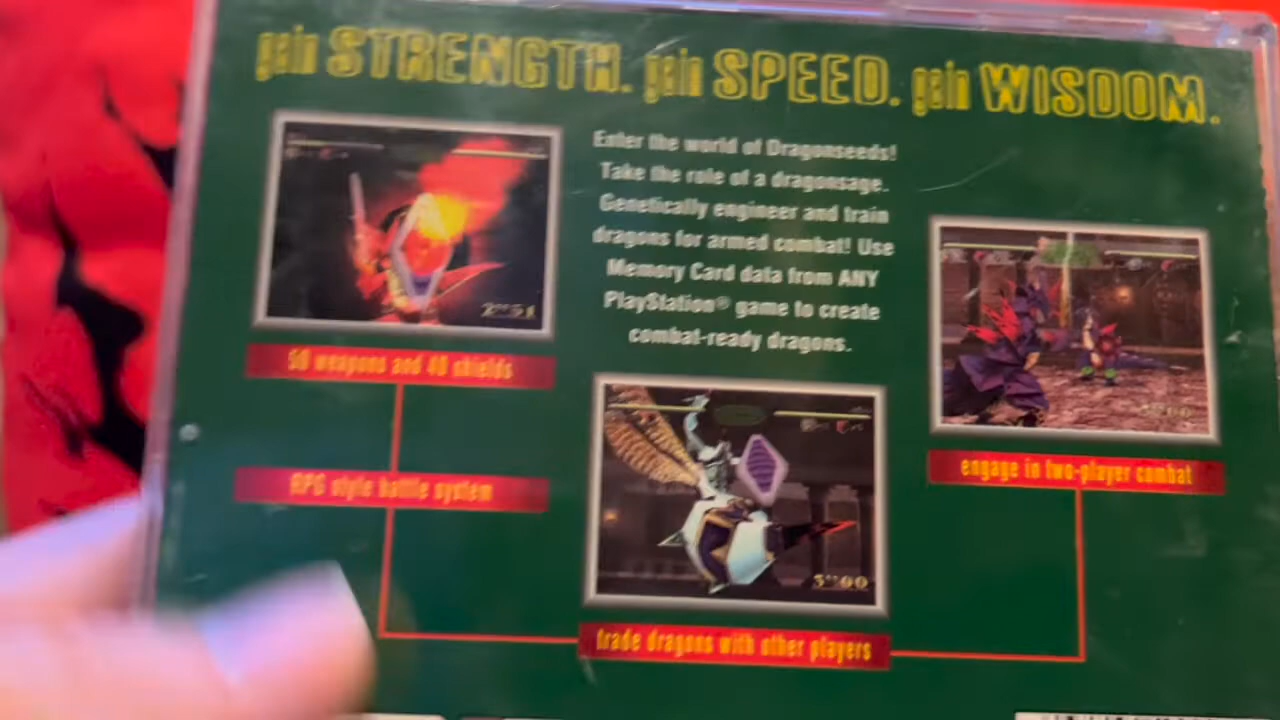 gain STRENGTH. gain SPEED. gain WISDOM.
Enter the world of Dragonseeds!
Take the role of a dragonsage.
Genetically engineer and train
dragons for armed combat! Use
Memory Card data from ANY
PlayStation® game to create
combat-ready dragons.
50 weapons and 40 shields
RPG style battle system
engage in two-player combat
5"00
trade dragons with other players